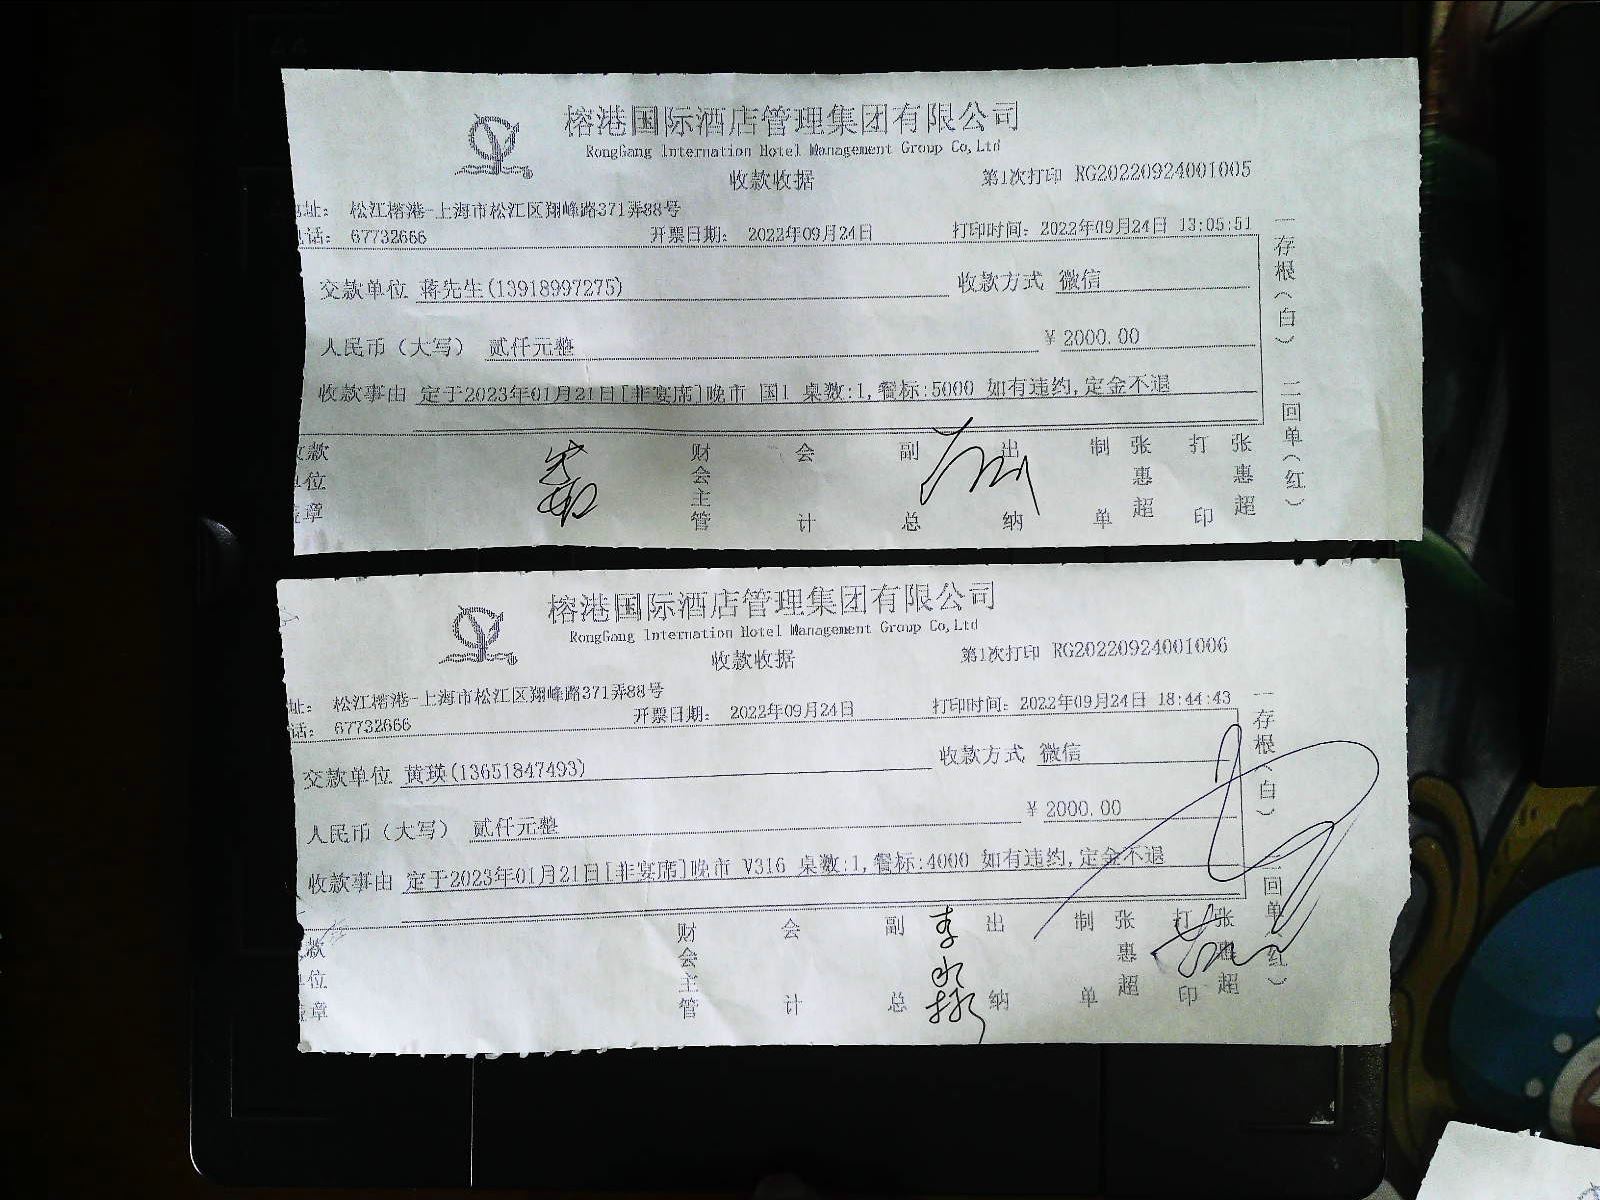 榕港国际酒店管理集团有限公司
RongGang Internation Hotel Management Group Co,Ltd
收款收据 第1次打印 RG20220924001005
址： 松江榕港-上海市松江区翔峰路371弄88号
话： 67732666 开票日期： 2022年09月24日 打印时间： 2022年09月24日 13:05:51
交款单位 蒋先生(13918997275) 收款方式 微信
人民币（大写） 贰仟元整 ¥ 2000.00
收款事由 定于2023年01月21日[非宴席]晚市 国1 桌数:1,餐标:5000 如有违约,定金不退
收款单位盖章 财会主管 会计 副总 出纳 制单 张惠超 打印 张惠超
一存根（白） 二回单（红）
榕港国际酒店管理集团有限公司
RongGang Internation Hotel Management Group Co,Ltd
收款收据 第1次打印 RG20220924001006
址： 松江榕港-上海市松江区翔峰路371弄88号
话： 67732666 开票日期： 2022年09月24日 打印时间： 2022年09月24日 18:44:43
交款单位 黄瑛(13651847493) 收款方式 微信
人民币（大写） 贰仟元整 ¥ 2000.00
收款事由 定于2023年01月21日[非宴席]晚市 V316 桌数:1,餐标:4000 如有违约,定金不退
款单位盖章 财会主管 会计 副总 出纳 制单 张惠超 打印 张惠超
一存根（白） 二回单（红）